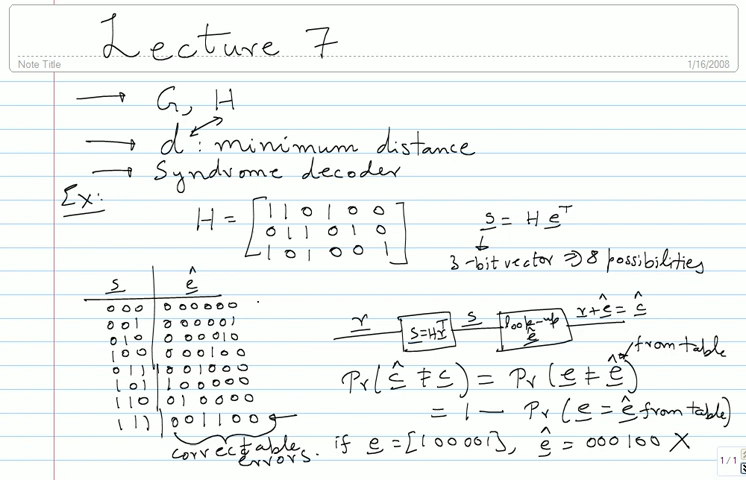 Lecture 7
Note Title
1/16/2008
→ G, H
→ d : minimum distance
→ Syndrome decoder
Ex:
H = [1 1 0 1 0 0
0 1 1 0 1 0
1 0 1 0 0 1]
s = H eᵀ
3-bit vector ⇒ 8 possibilities
s | ê
000 | 000000
001 | 000001
010 | 000010
100 | 000100
011 | 001000
101 | 100000
110 | 010000
111 | 001100
correctable errors.
r s=Hrᵀ s look-up ê r+ê = ĉ
from table
Pr(ĉ ≠ c) = Pr(e ≠ ê)
= 1 − Pr(e = ê from table)
if e = [100001], ê = 000100 X
1/1